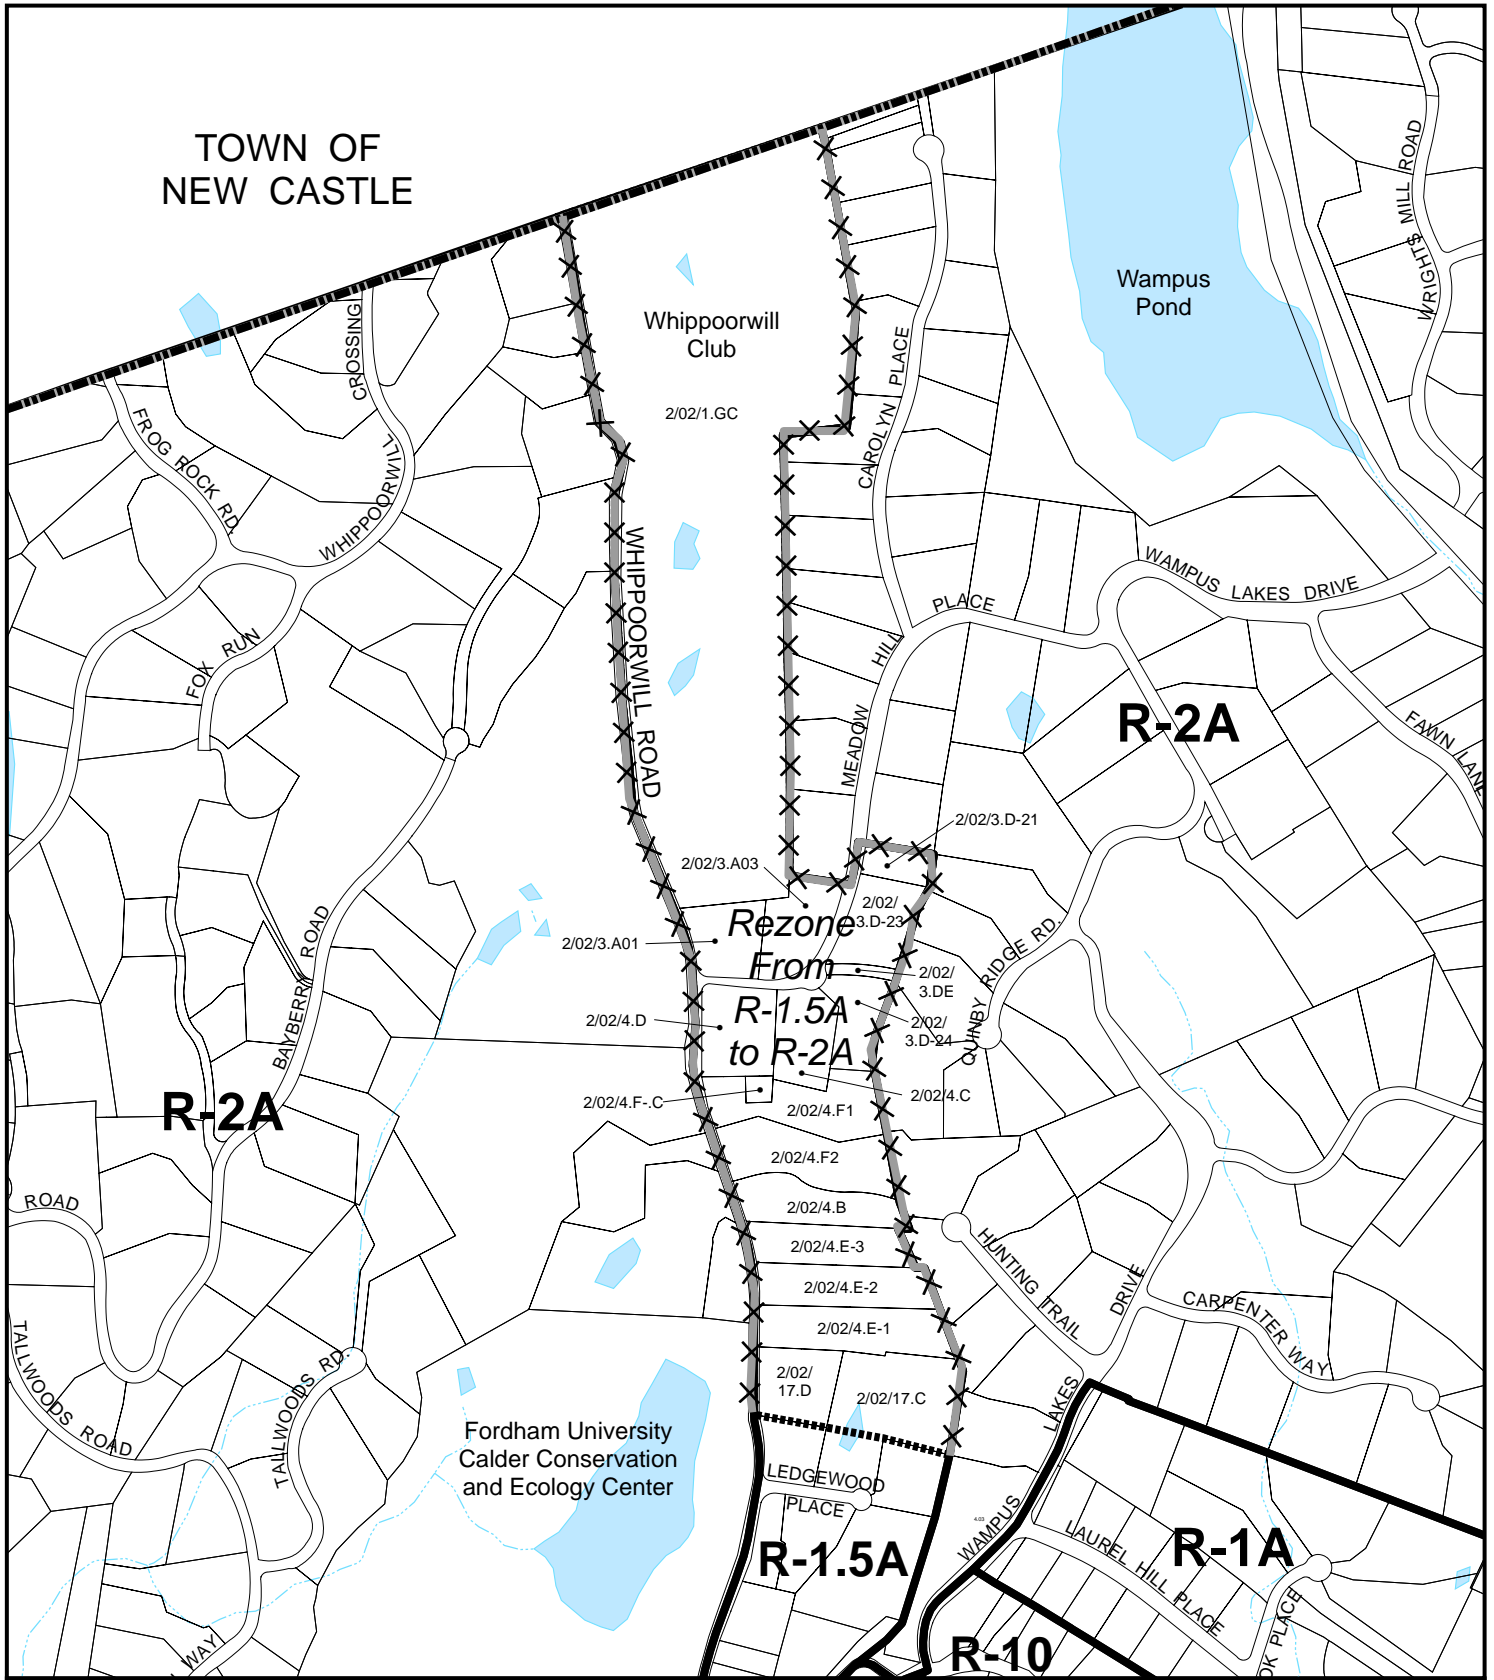 TOWN OF
NEW CASTLE
Whippoorwill
Club
2/02/1.GC
Wampus
Pond
WRIGHTS MILL ROAD
CROSSING
WHIPPOORWILL
FROG ROCK RD.
FOX RUN
CAROLYN PLACE
WHIPPOORWILL ROAD
MEADOW HILL PLACE
WAMPUS LAKES DRIVE
FAWN LANE
R-2A
2/02/3.D-21
2/02/3.A03
2/02/
3.D-23
2/02/3.A01
2/02/
3.DE
2/02/
3.D-24
2/02/4.D
Rezone
From
R-1.5A
to R-2A
QUINBY RIDGE RD.
BAYBERRY ROAD
R-2A
2/02/4.F-.C
2/02/4.C
2/02/4.F1
2/02/4.F2
2/02/4.B
2/02/4.E-3
2/02/4.E-2
2/02/4.E-1
2/02/
17.D
2/02/17.C
ROAD
TALLWOODS ROAD
TALLWOODS RD.
HUNTING TRAIL
WAMPUS LAKES DRIVE
CARPENTER WAY
Fordham University
Calder Conservation
and Ecology Center
LEDGEWOOD
PLACE
R-1.5A
4.03
LAUREL HILL PLACE
R-1A
R-10
OK PLACE
WAY